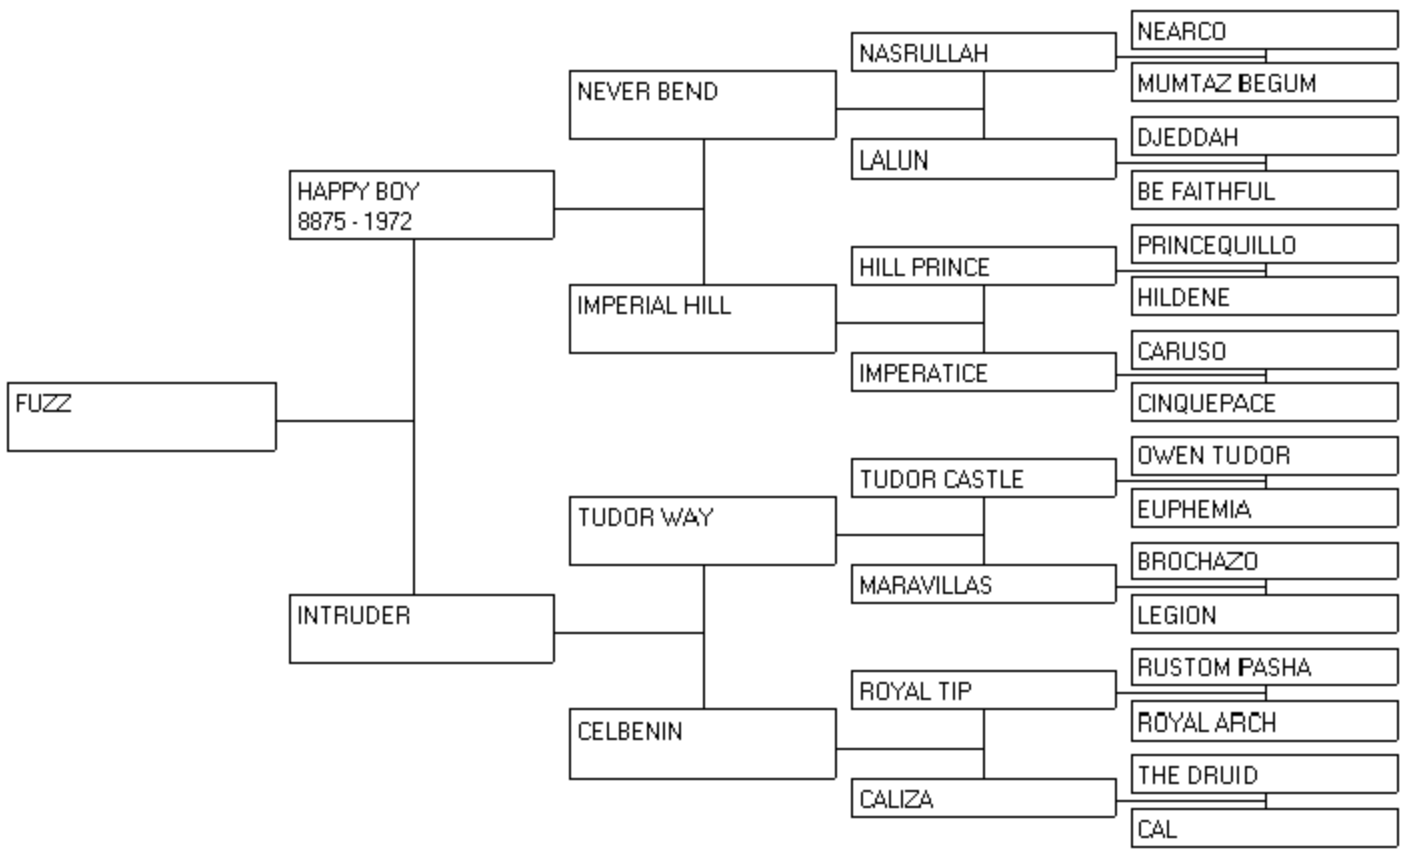 NEARCO
NASRULLAH
MUMTAZ BEGUM
NEVER BEND
DJEDDAH
LALUN
BE FAITHFUL
HAPPY BOY
8875 - 1972
PRINCEQUILLO
HILL PRINCE
HILDENE
IMPERIAL HILL
CARUSO
IMPERATICE
CINQUEPACE
FUZZ
OWEN TUDOR
TUDOR CASTLE
EUPHEMIA
TUDOR WAY
BROCHAZO
MARAVILLAS
LEGION
INTRUDER
RUSTOM PASHA
ROYAL TIP
ROYAL ARCH
CELBENIN
THE DRUID
CALIZA
CAL